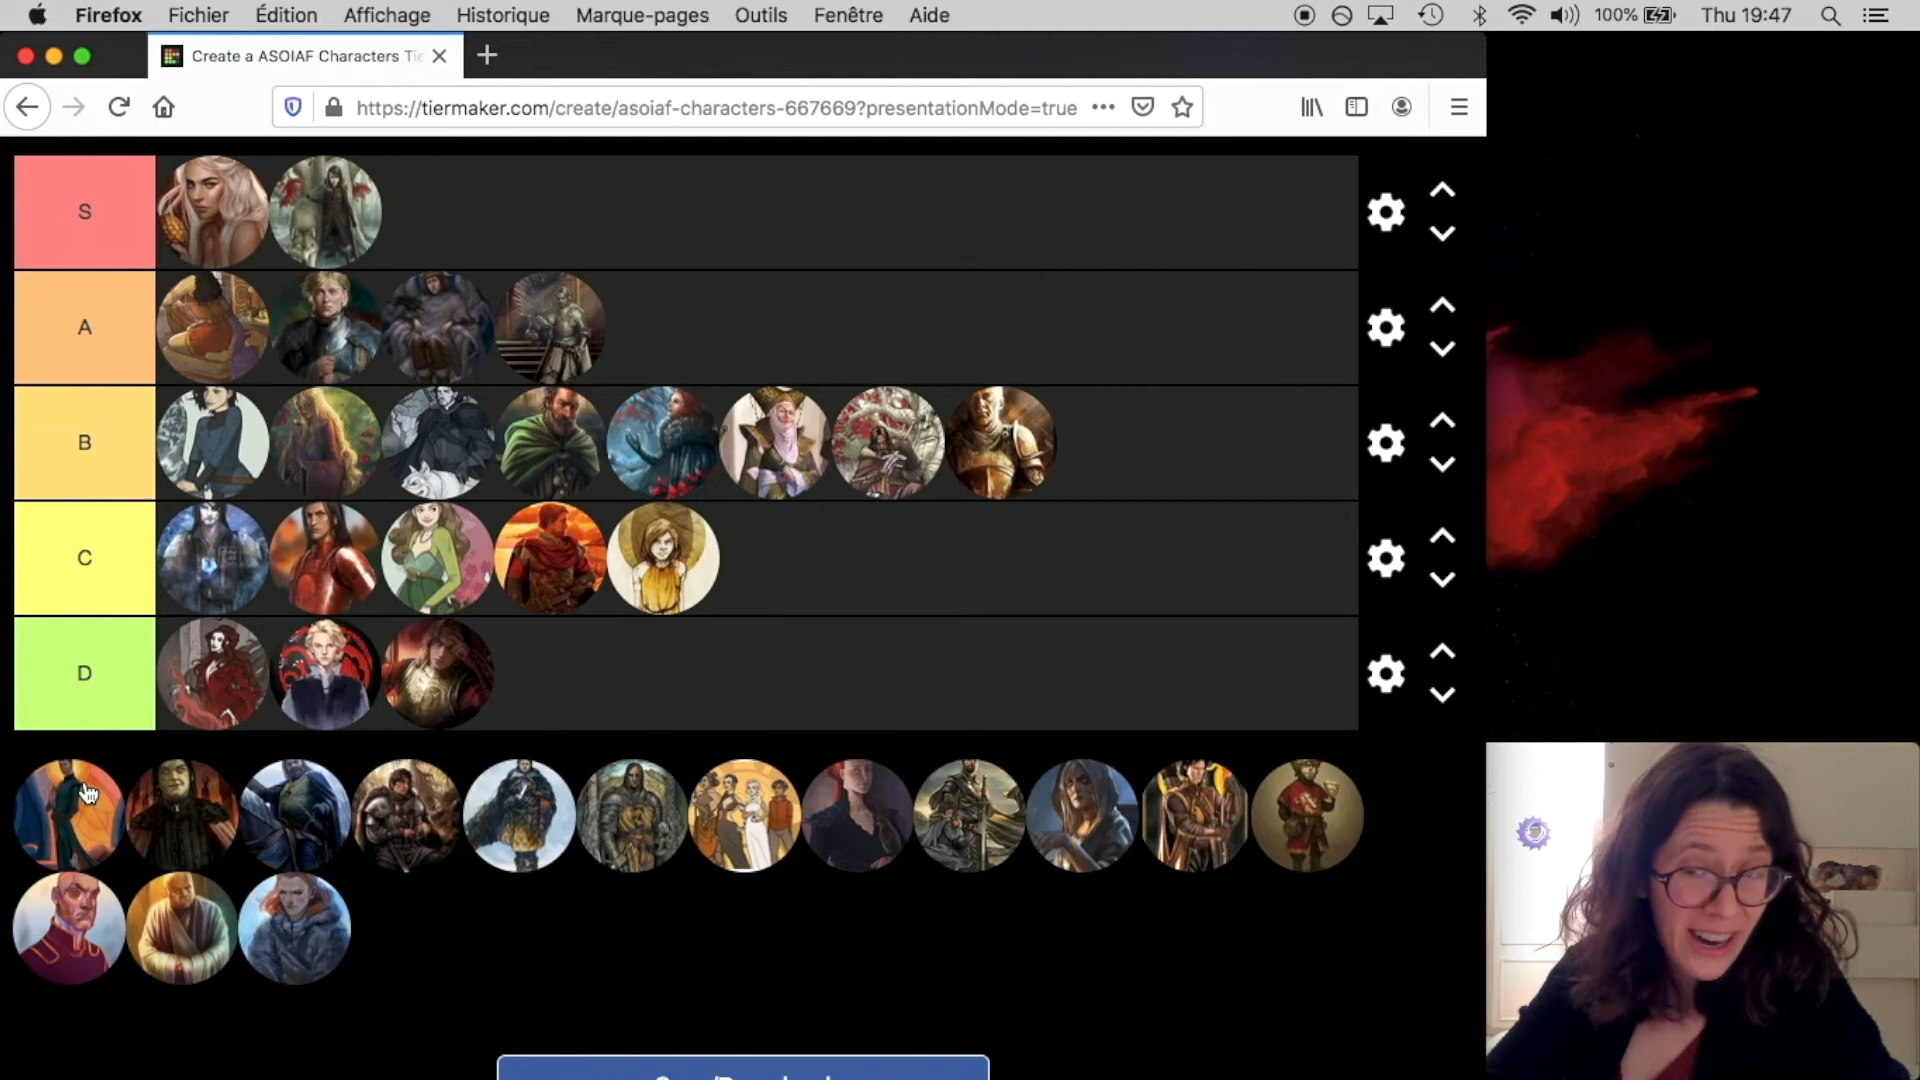 Firefox Fichier Édition Affichage Historique Marque-pages Outils Fenêtre Aide 100% Thu 19:47
Create a ASOIAF Characters Tie
https://tiermaker.com/create/asoiaf-characters-667669?presentationMode=true
S
A
B
C
D